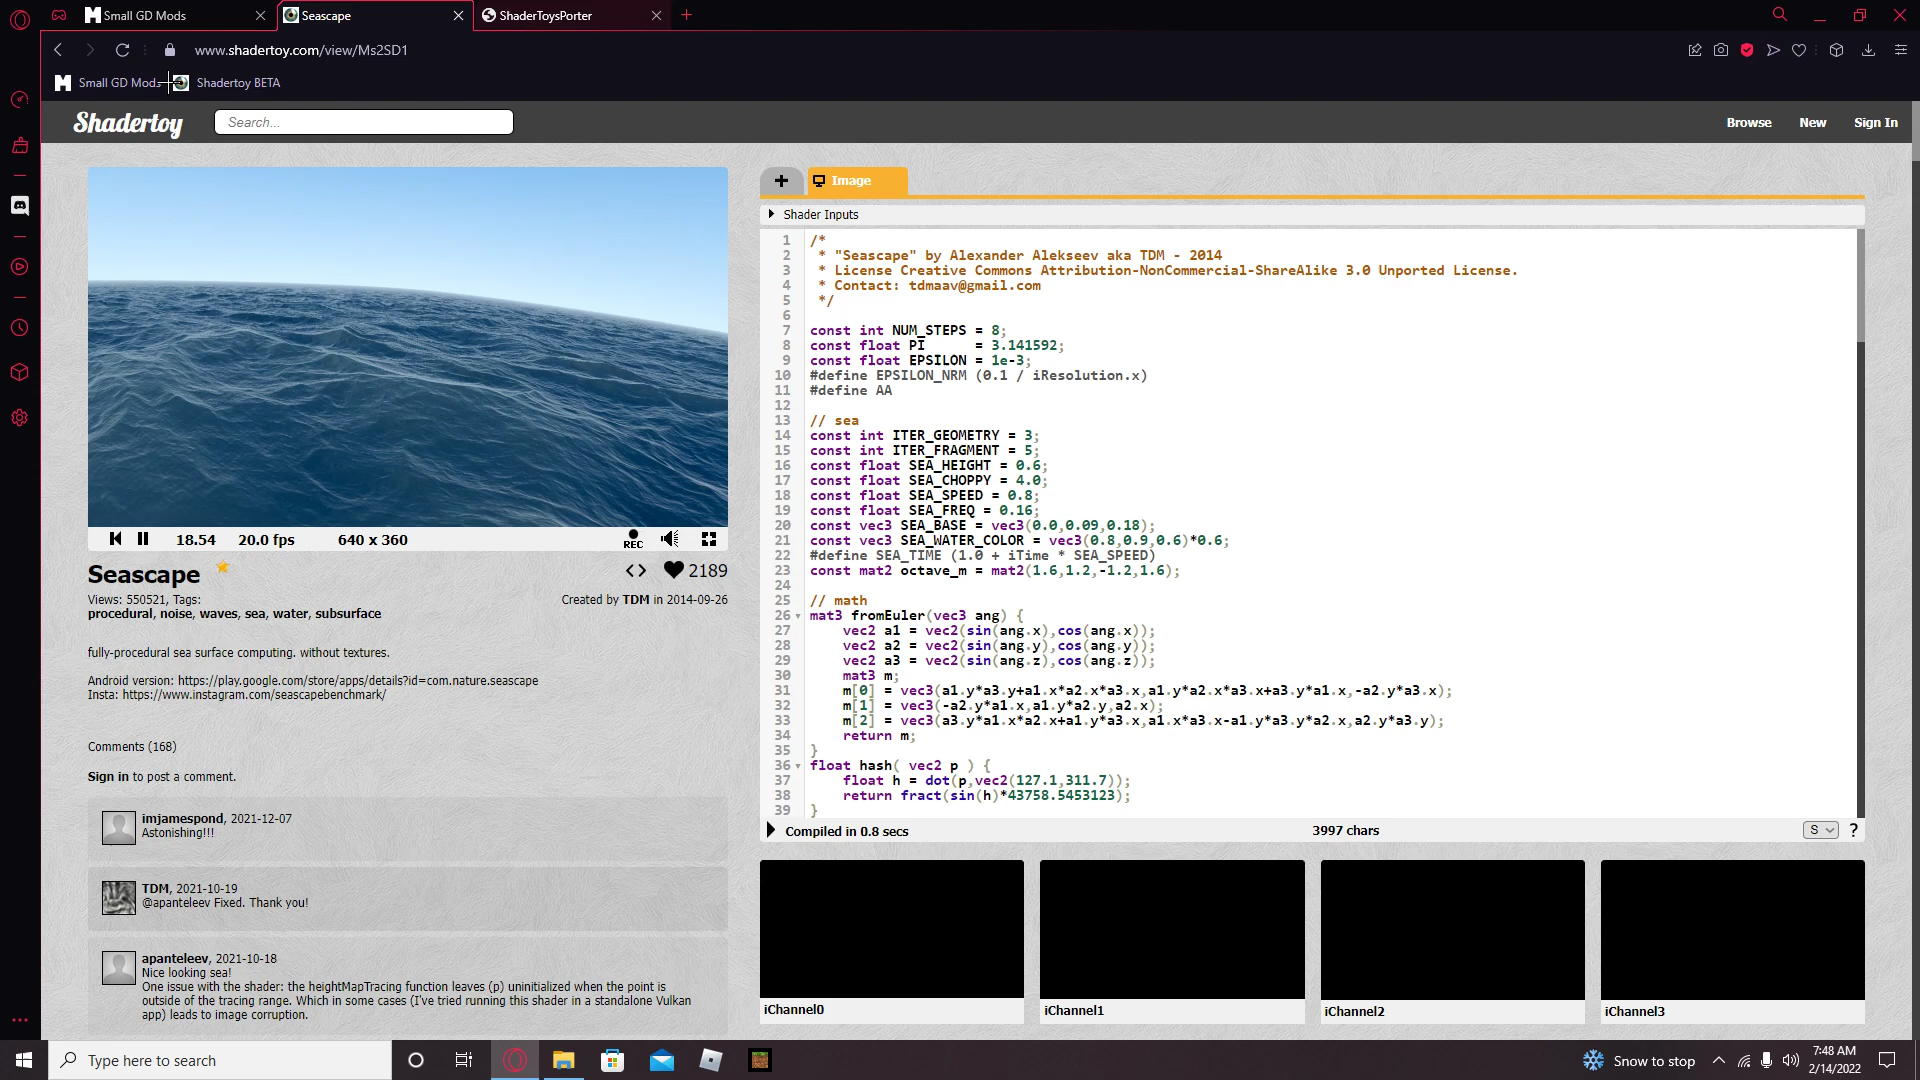 Small GD Mods
Seascape
ShaderToysPorter
www.shadertoy.com/view/Ms2SD1
Small GD Mods
Shadertoy BETA
Shadertoy
Search...
Browse
New
Sign In
18.54
20.0 fps
640 x 360
REC
Seascape
2189
Views: 550521, Tags:
Created by TDM in 2014-09-26
procedural, noise, waves, sea, water, subsurface
fully-procedural sea surface computing. without textures.
Android version: https://play.google.com/store/apps/details?id=com.nature.seascape
Insta: https://www.instagram.com/seascapebenchmark/
Comments (168)
Sign in to post a comment.
imjamespond, 2021-12-07
Astonishing!!!
TDM, 2021-10-19
@apanteleev Fixed. Thank you!
apanteleev, 2021-10-18
Nice looking sea!
One issue with the shader: the heightMapTracing function leaves (p) uninitialized when the point is
outside of the tracing range. Which in some cases (I've tried running this shader in a standalone Vulkan
app) leads to image corruption.
+
Image
Shader Inputs
1 /*
2  * "Seascape" by Alexander Alekseev aka TDM - 2014
3  * License Creative Commons Attribution-NonCommercial-ShareAlike 3.0 Unported License.
4  * Contact: tdmaav@gmail.com
5  */
6
7 const int NUM_STEPS = 8;
8 const float PI      = 3.141592;
9 const float EPSILON = 1e-3;
10 #define EPSILON_NRM (0.1 / iResolution.x)
11 #define AA
12
13 // sea
14 const int ITER_GEOMETRY = 3;
15 const int ITER_FRAGMENT = 5;
16 const float SEA_HEIGHT = 0.6;
17 const float SEA_CHOPPY = 4.0;
18 const float SEA_SPEED = 0.8;
19 const float SEA_FREQ = 0.16;
20 const vec3 SEA_BASE = vec3(0.0,0.09,0.18);
21 const vec3 SEA_WATER_COLOR = vec3(0.8,0.9,0.6)*0.6;
22 #define SEA_TIME (1.0 + iTime * SEA_SPEED)
23 const mat2 octave_m = mat2(1.6,1.2,-1.2,1.6);
24
25 // math
26 mat3 fromEuler(vec3 ang) {
27     vec2 a1 = vec2(sin(ang.x),cos(ang.x));
28     vec2 a2 = vec2(sin(ang.y),cos(ang.y));
29     vec2 a3 = vec2(sin(ang.z),cos(ang.z));
30     mat3 m;
31     m[0] = vec3(a1.y*a3.y+a1.x*a2.x*a3.x,a1.y*a2.x*a3.x+a3.y*a1.x,-a2.y*a3.x);
32     m[1] = vec3(-a2.y*a1.x,a1.y*a2.y,a2.x);
33     m[2] = vec3(a3.y*a1.x*a2.x+a1.y*a3.x,a1.x*a3.x-a1.y*a3.y*a2.x,a2.y*a3.y);
34     return m;
35 }
36 float hash( vec2 p ) {
37     float h = dot(p,vec2(127.1,311.7));
38     return fract(sin(h)*43758.5453123);
39 }
Compiled in 0.8 secs
3997 chars
S
?
iChannel0
iChannel1
iChannel2
iChannel3
Type here to search
Snow to stop
7:48 AM
2/14/2022